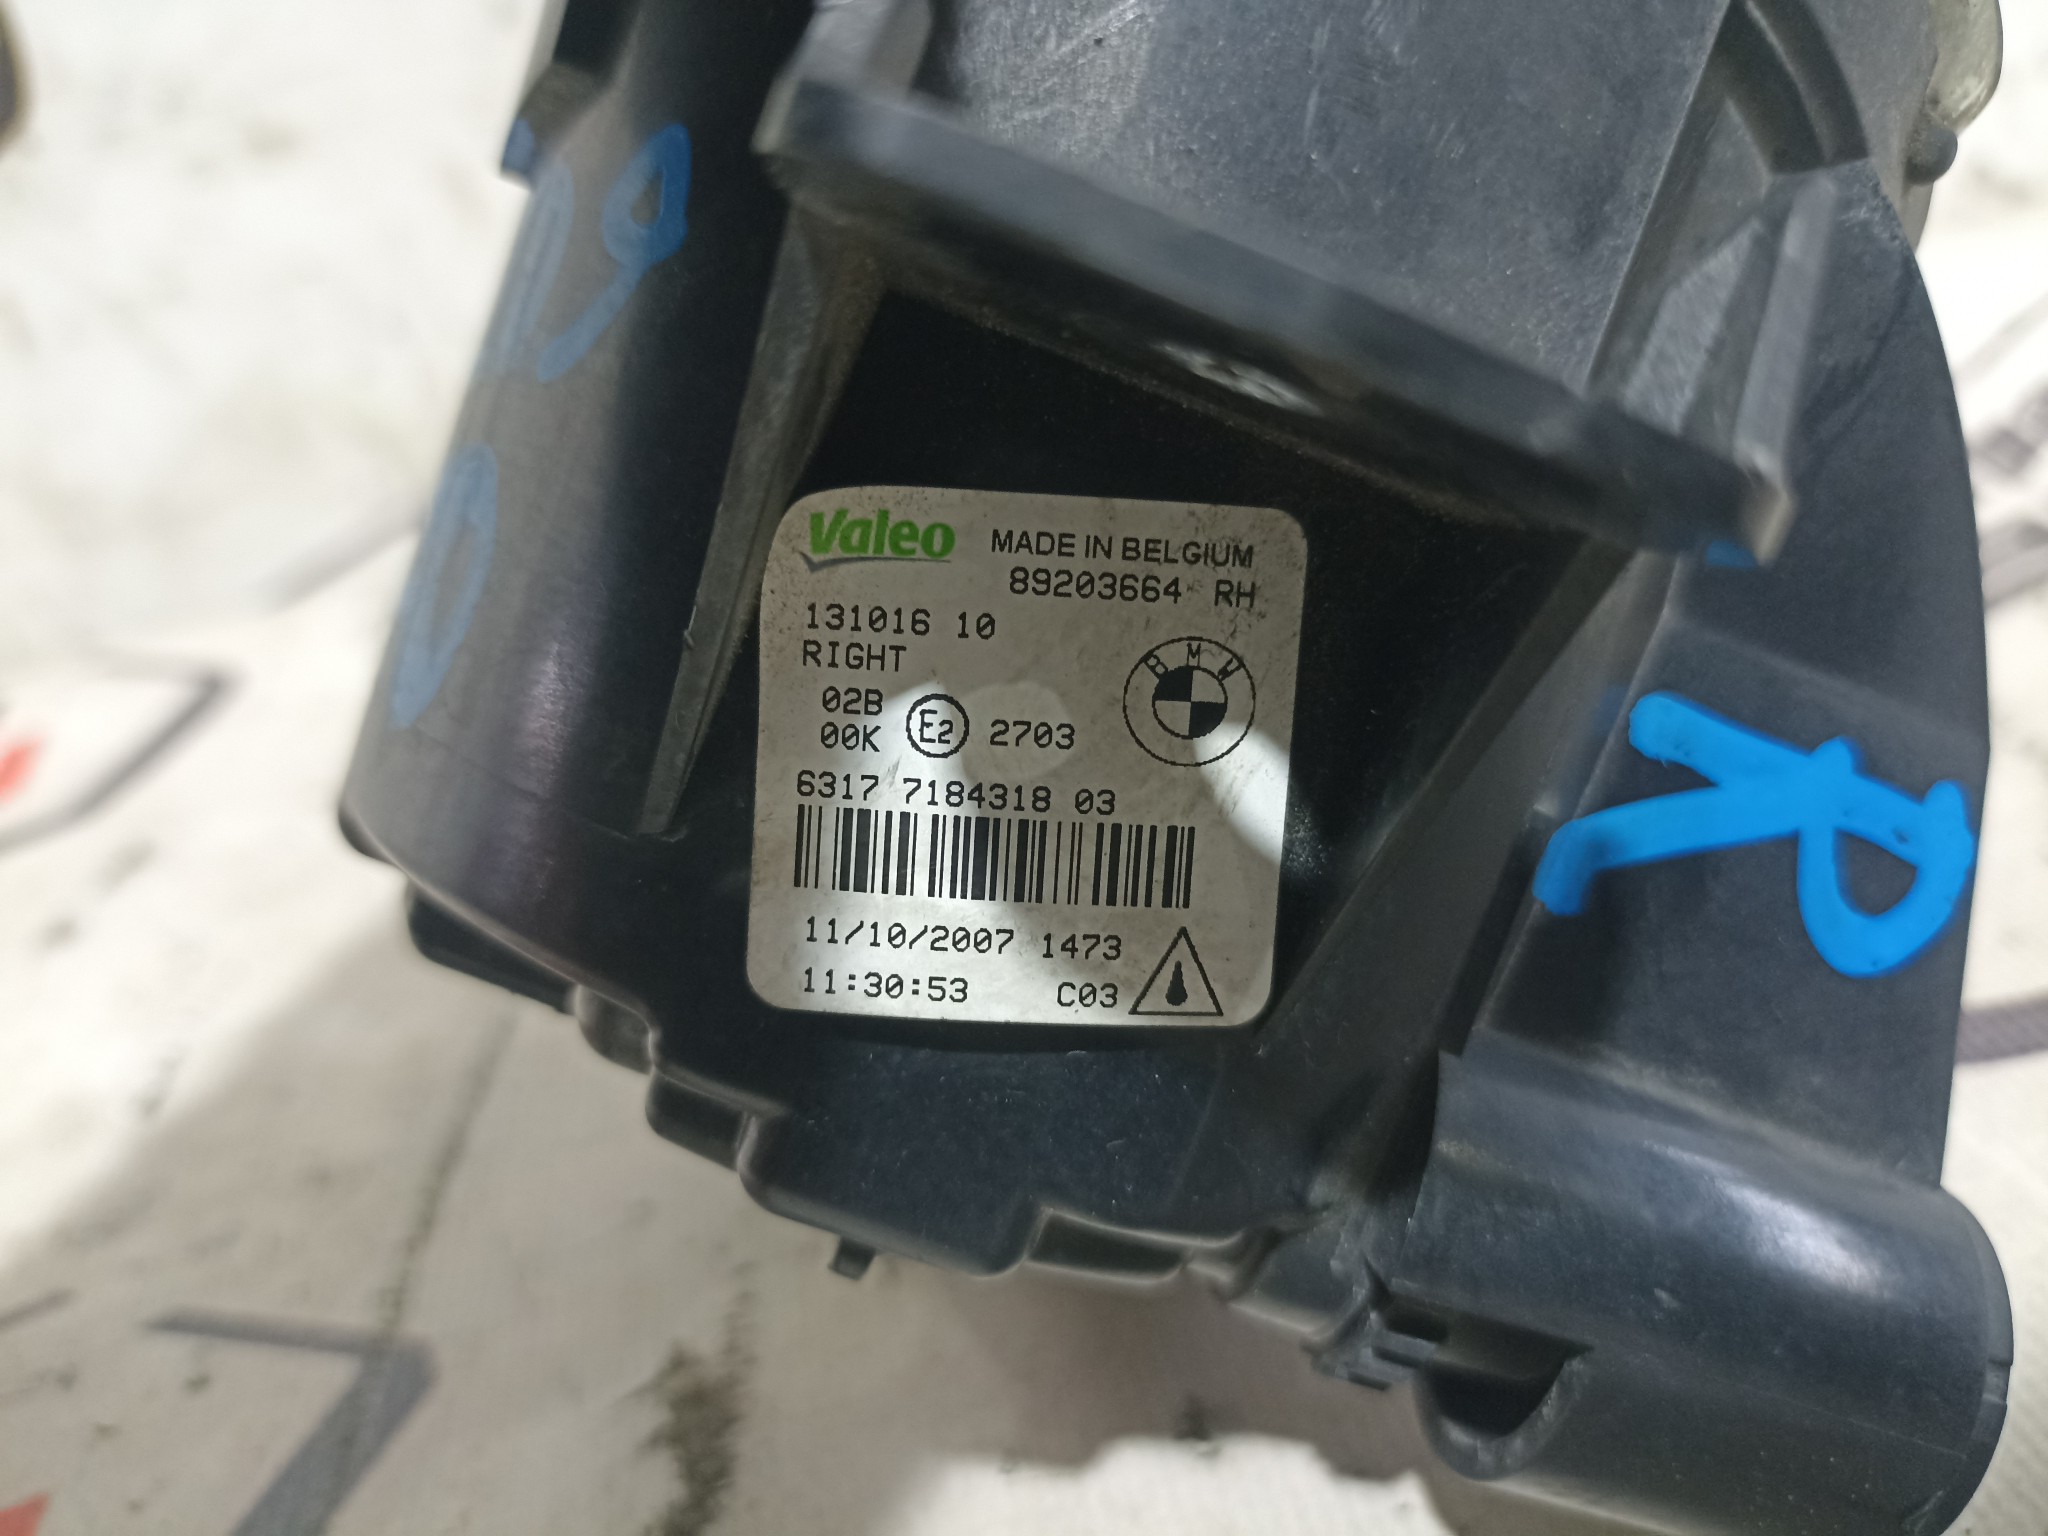 Valeo MADE IN BELGIUM
89203664 RH
131016 10
RIGHT
BMW
02B
00K E2 2703
6317 7184318 03
11/10/2007 1473
11:30:53 C03
R